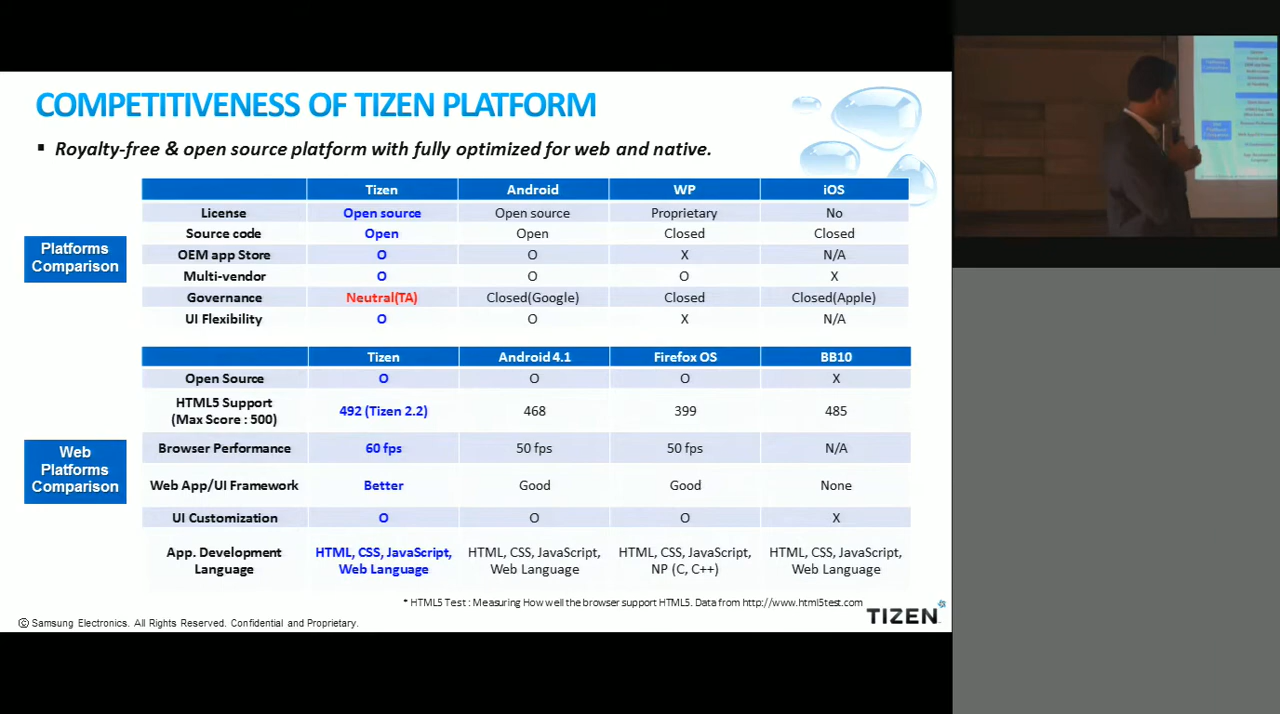 COMPETITIVENESS OF TIZEN PLATFORM
▪ Royalty-free & open source platform with fully optimized for web and native.
Platforms
Comparison
Tizen Android WP iOS
License Open source Open source Proprietary No
Source code Open Open Closed Closed
OEM app Store O O X N/A
Multi-vendor O O O X
Governance Neutral(TA) Closed(Google) Closed Closed(Apple)
UI Flexibility O O X N/A
Web
Platforms
Comparison
Tizen Android 4.1 Firefox OS BB10
Open Source O O O X
HTML5 Support
(Max Score : 500) 492 (Tizen 2.2) 468 399 485
Browser Performance 60 fps 50 fps 50 fps N/A
Web App/UI Framework Better Good Good None
UI Customization O O O X
App. Development HTML, CSS, JavaScript, HTML, CSS, JavaScript, HTML, CSS, JavaScript, HTML, CSS, JavaScript,
Language Web Language Web Language NP (C, C++) Web Language
* HTML5 Test : Measuring How well the browser support HTML5. Data from http://www.html5test.com
TIZEN
© Samsung Electronics. All Rights Reserved. Confidential and Proprietary.